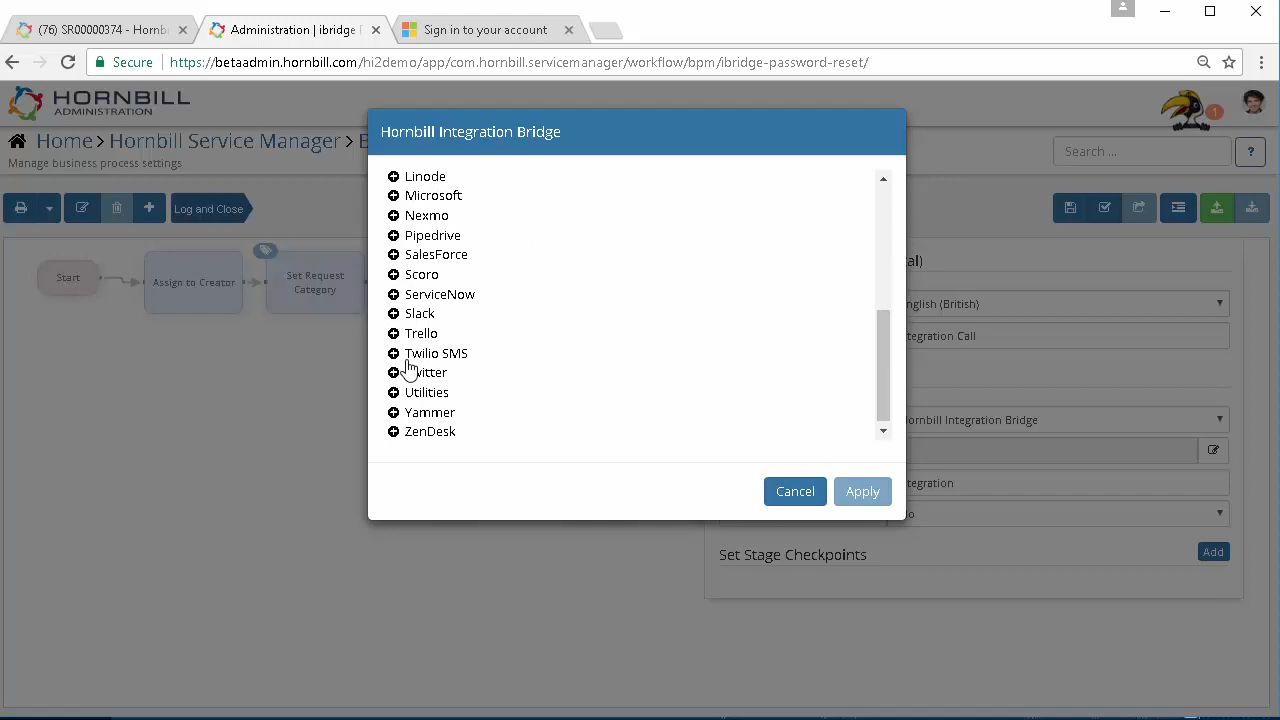 (76) SR00000374 - Hornb
Administration | ibridge
Sign in to your account
Secure
https://betaadmin.hornbill.com/hi2demo/app/com.hornbill.servicemanager/workflow/bpm/ibridge-password-reset/
HORNBILL
ADMINISTRATION
1
Home > Hornbill Service Manager > B
Manage business process settings
Search ...
?
Log and Close
Start
Assign to Creator
Set Request
Category
Hornbill Integration Bridge
Linode
Microsoft
Nexmo
Pipedrive
SalesForce
Scoro
ServiceNow
Slack
Trello
Twilio SMS
witter
Utilities
Yammer
ZenDesk
Cancel
Apply
al)
nglish (British)
tegration Call
ornbill Integration Bridge
tegration
o
Set Stage Checkpoints
Add